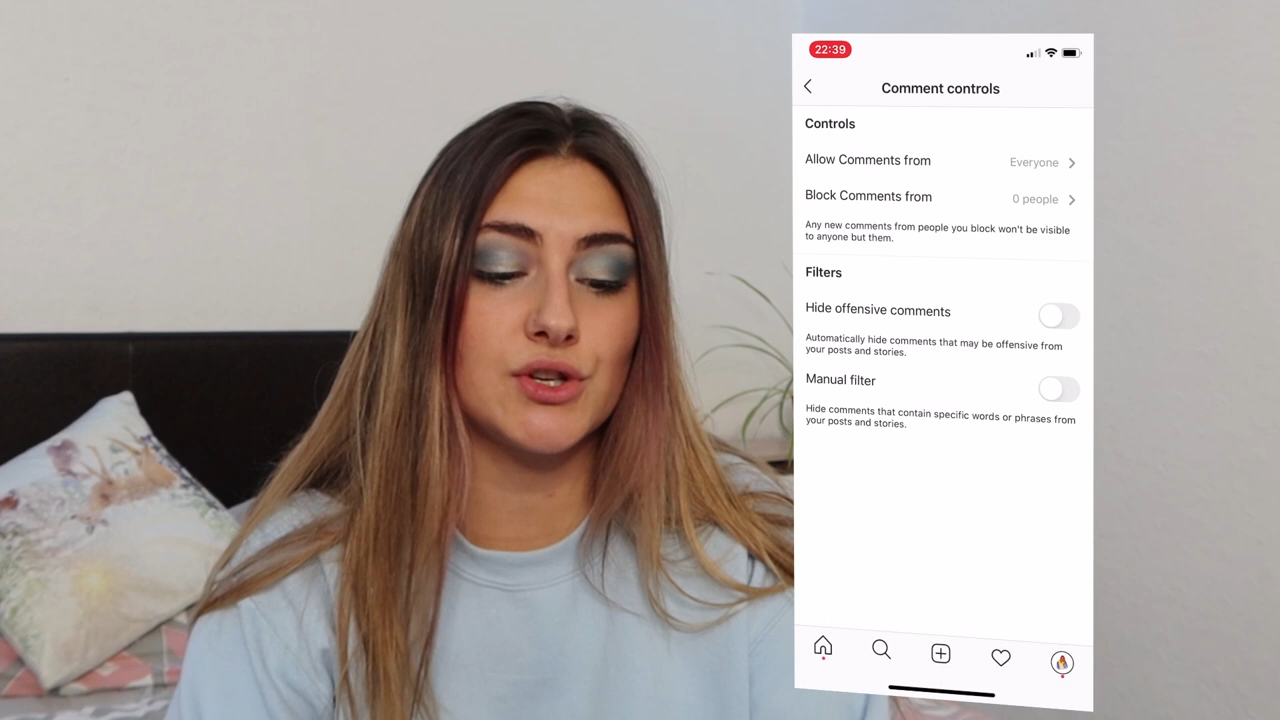 22:39
Comment controls
Controls
Allow Comments from Everyone
Block Comments from 0 people
Any new comments from people you block won't be visible
to anyone but them.
Filters
Hide offensive comments
Automatically hide comments that may be offensive from
your posts and stories.
Manual filter
Hide comments that contain specific words or phrases from
your posts and stories.